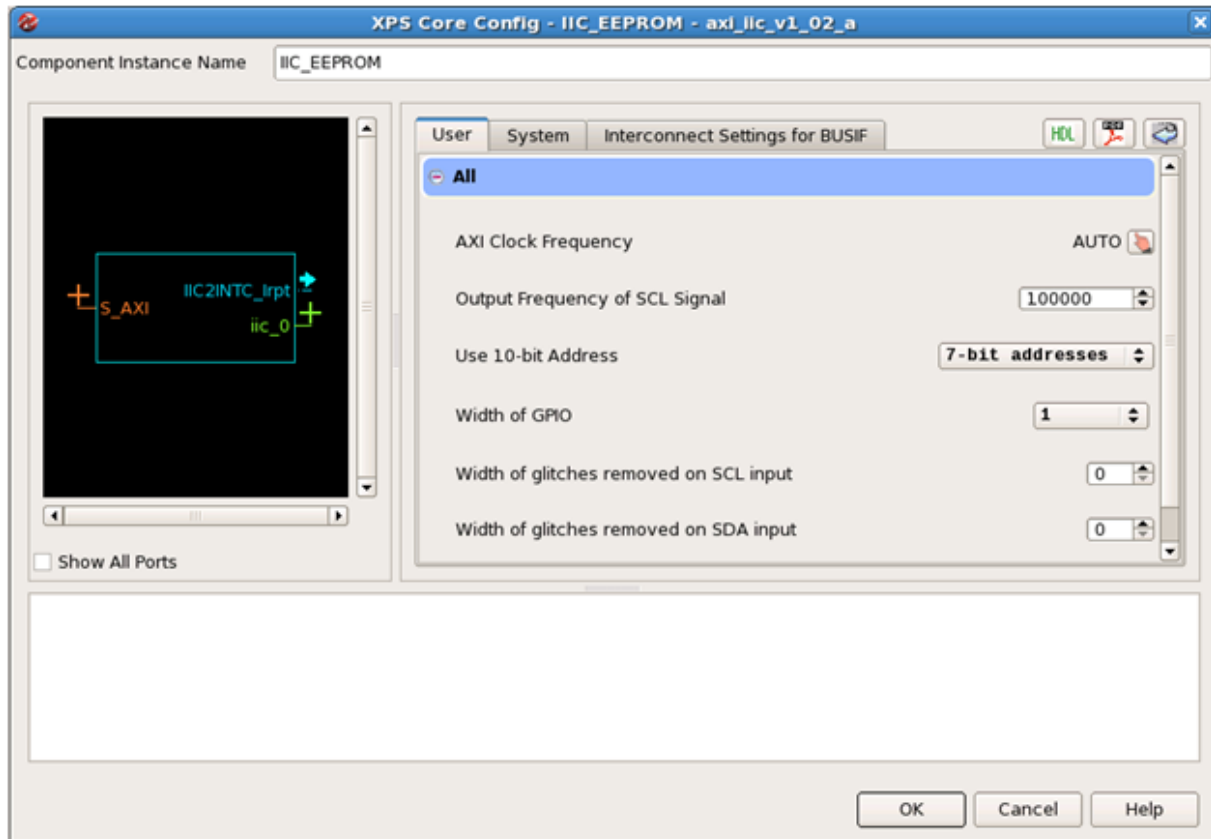 XPS Core Config - IIC_EEPROM - axi_iic_v1_02_a
Component Instance Name IIC_EEPROM
User System Interconnect Settings for BUSIF HDL PDF
All
AXI Clock Frequency AUTO
Output Frequency of SCL Signal 100000
Use 10-bit Address 7-bit addresses
Width of GPIO 1
Width of glitches removed on SCL input 0
Width of glitches removed on SDA input 0
IIC2INTC_Irpt
S_AXI
iic_0
Show All Ports
OK Cancel Help